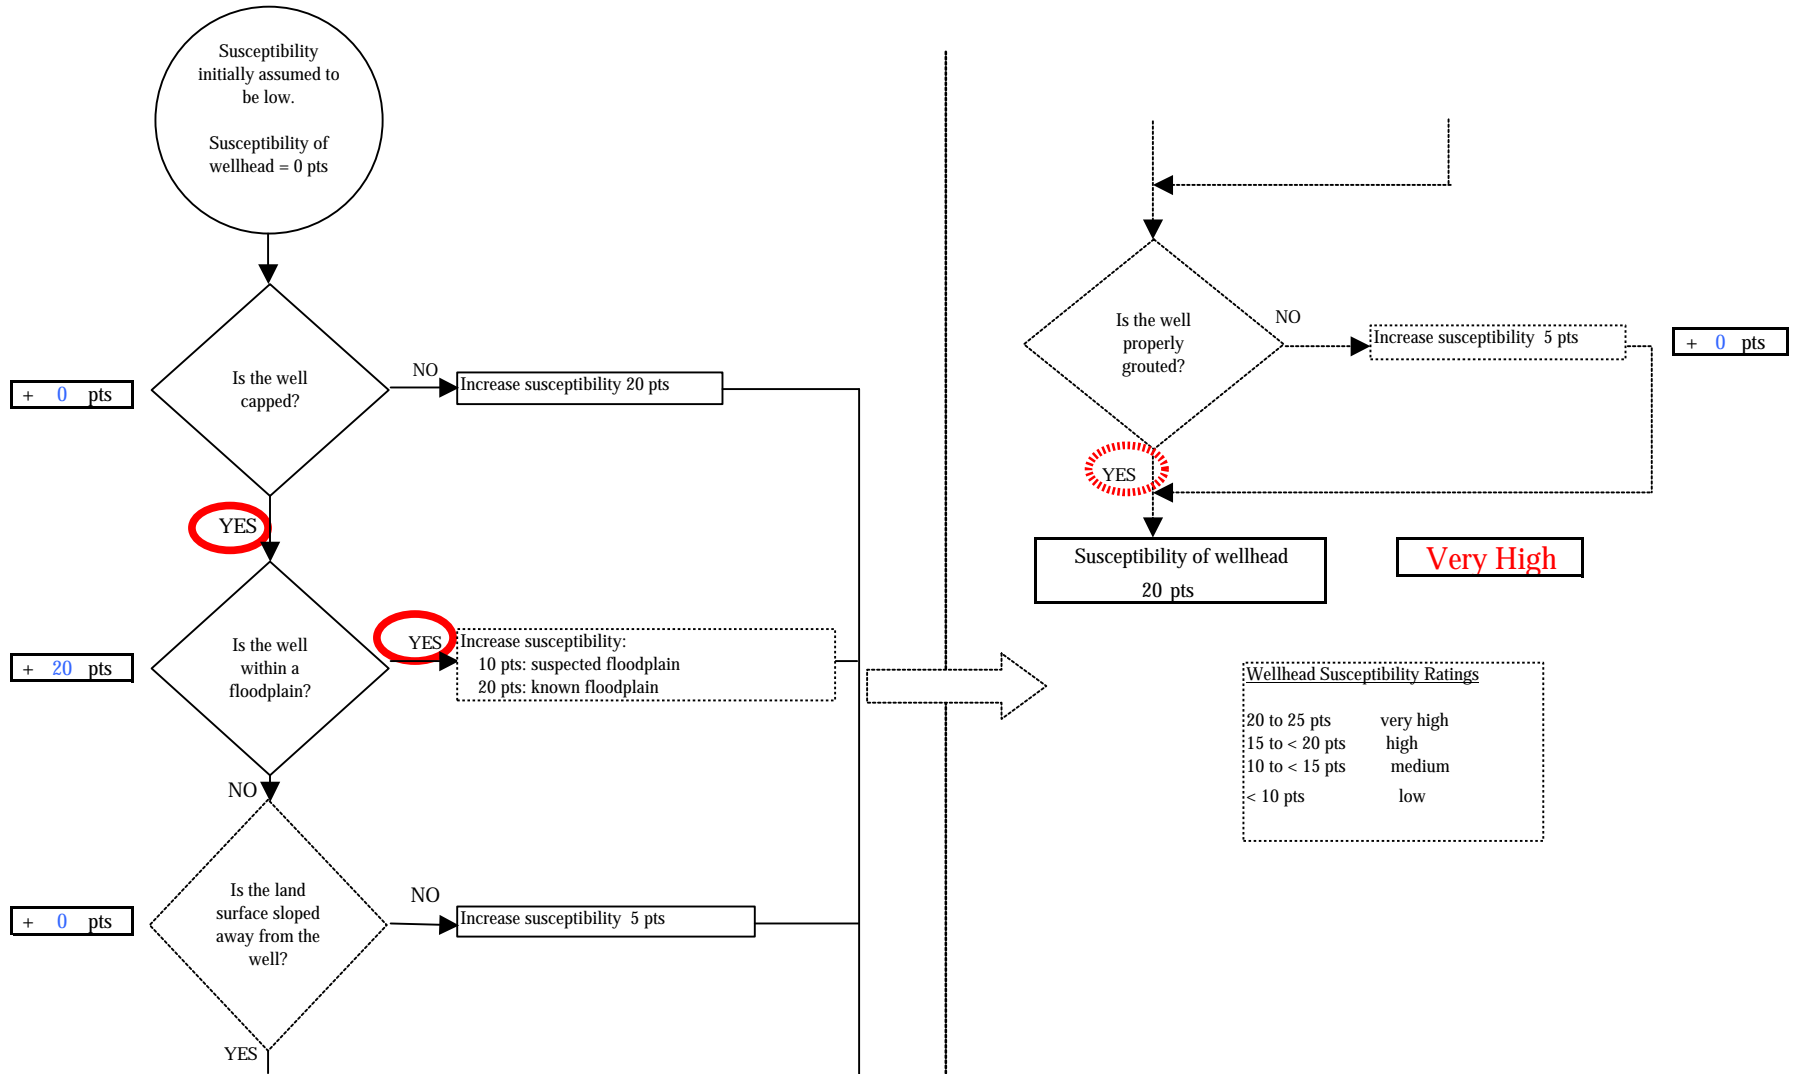 Susceptibility
initially assumed to
be low.
Susceptibility of
wellhead = 0 pts
Is the well
capped?
+ 0 pts
NO
Increase susceptibility 20 pts
YES
Is the well
within a
floodplain?
+ 20 pts
YES
Increase susceptibility:
10 pts: suspected floodplain
20 pts: known floodplain
NO
Is the land
surface sloped
away from the
well?
+ 0 pts
NO
Increase susceptibility 5 pts
YES
Is the well
properly
grouted?
NO
Increase susceptibility 5 pts
+ 0 pts
YES
Susceptibility of wellhead
20 pts
Very High
Wellhead Susceptibility Ratings
20 to 25 pts very high
15 to < 20 pts high
10 to < 15 pts medium
< 10 pts low